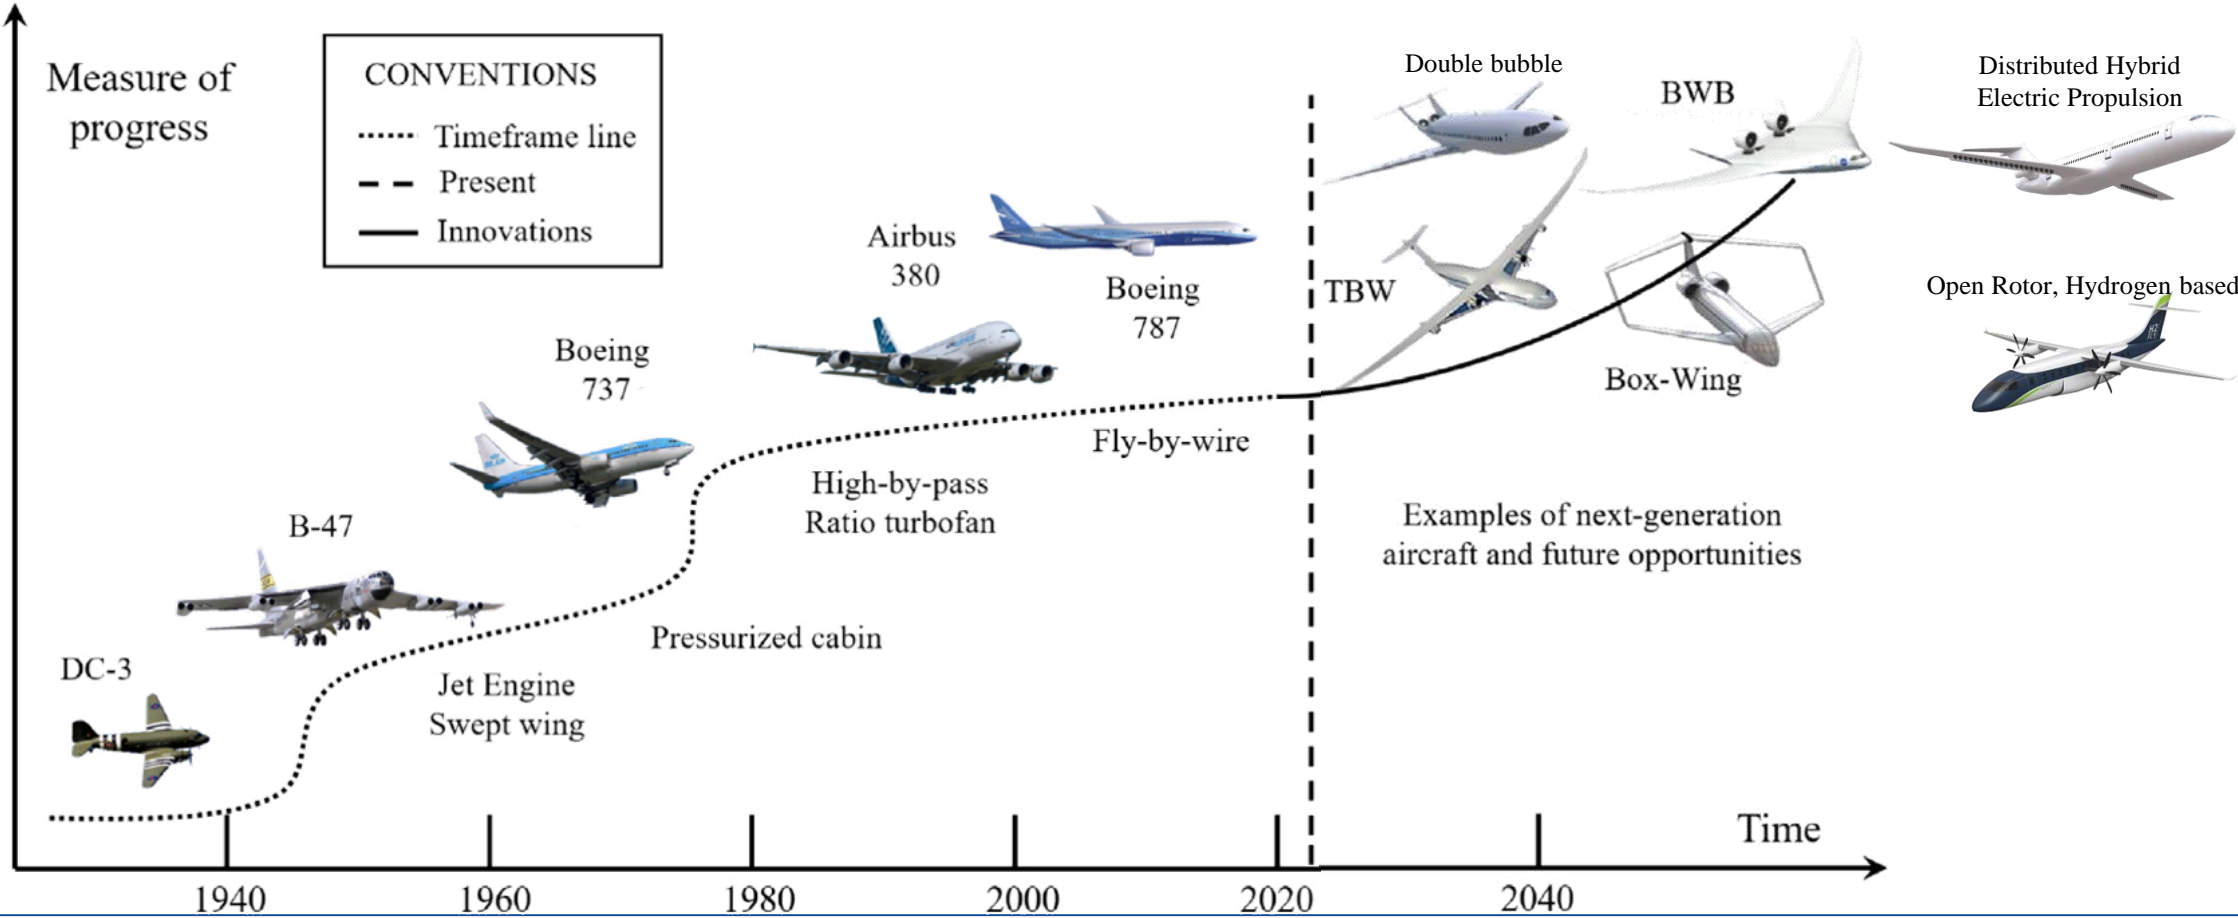 Measure of
progress
CONVENTIONS
Timeframe line
Present
Innovations
Double bubble
BWB
Distributed Hybrid
Electric Propulsion
Airbus
380
Boeing
787
TBW
Open Rotor, Hydrogen based
Boeing
737
Box-Wing
Fly-by-wire
High-by-pass
Ratio turbofan
B-47
Examples of next-generation
aircraft and future opportunities
Pressurized cabin
DC-3
Jet Engine
Swept wing
Time
1940
1960
1980
2000
2020
2040